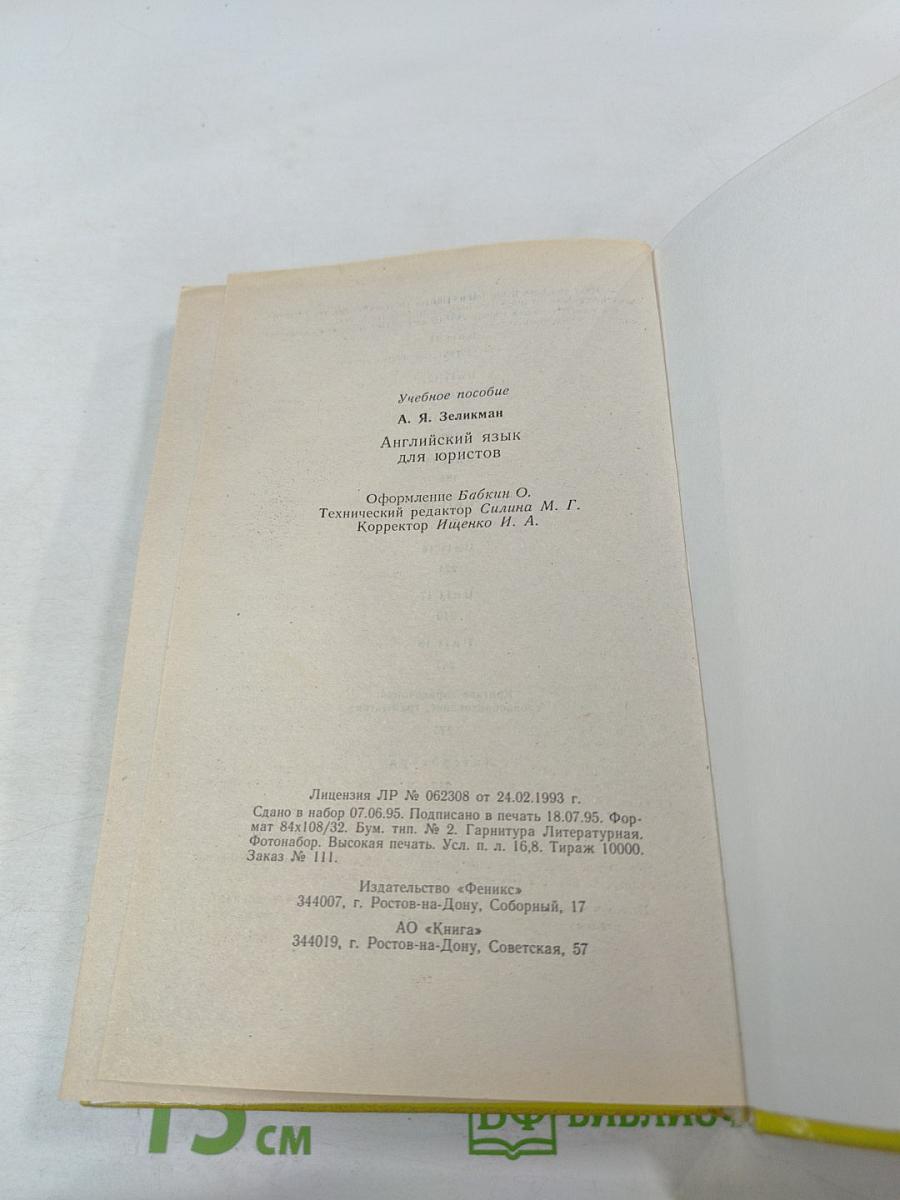 Учебное пособие
А. Я. Зеликман
Английский язык
для юристов
Оформление Бабкин О.
Технический редактор Силина М. Г.
Корректор Ищенко И. А.
Лицензия ЛР № 062308 от 24.02.1993 г.
Сдано в набор 07.06.95. Подписано в печать 18.07.95. Фор-
мат 84х108/32. Бум. тип. № 2. Гарнитура Литературная.
Фотонабор. Высокая печать. Усл. п. л. 16,8. Тираж 10000.
Заказ № 111.
Издательство «Феникс»
344007, г. Ростов-на-Дону, Соборный, 17
АО «Книга»
344019, г. Ростов-на-Дону, Советская, 57
15 см